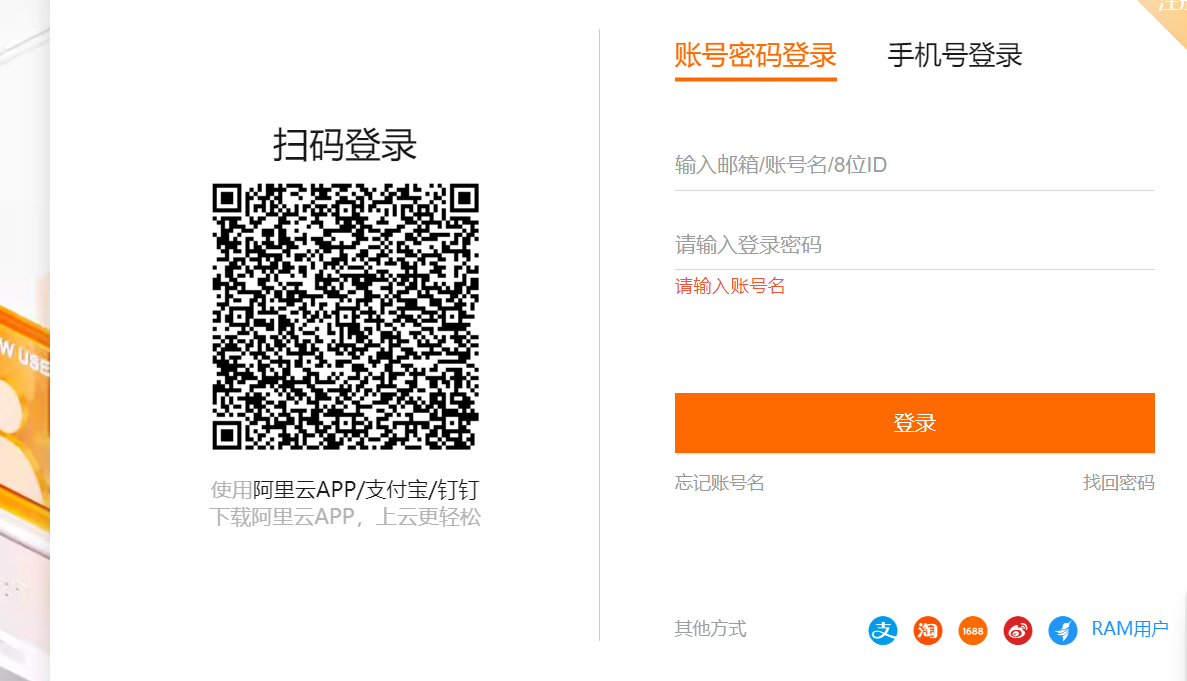 扫码登录
使用阿里云APP/支付宝/钉钉
下载阿里云APP，上云更轻松
账号密码登录
手机号登录
输入邮箱/账号名/8位ID
请输入登录密码
请输入账号名
登录
忘记账号名
找回密码
其他方式
支
淘
1688
RAM用户
W USE